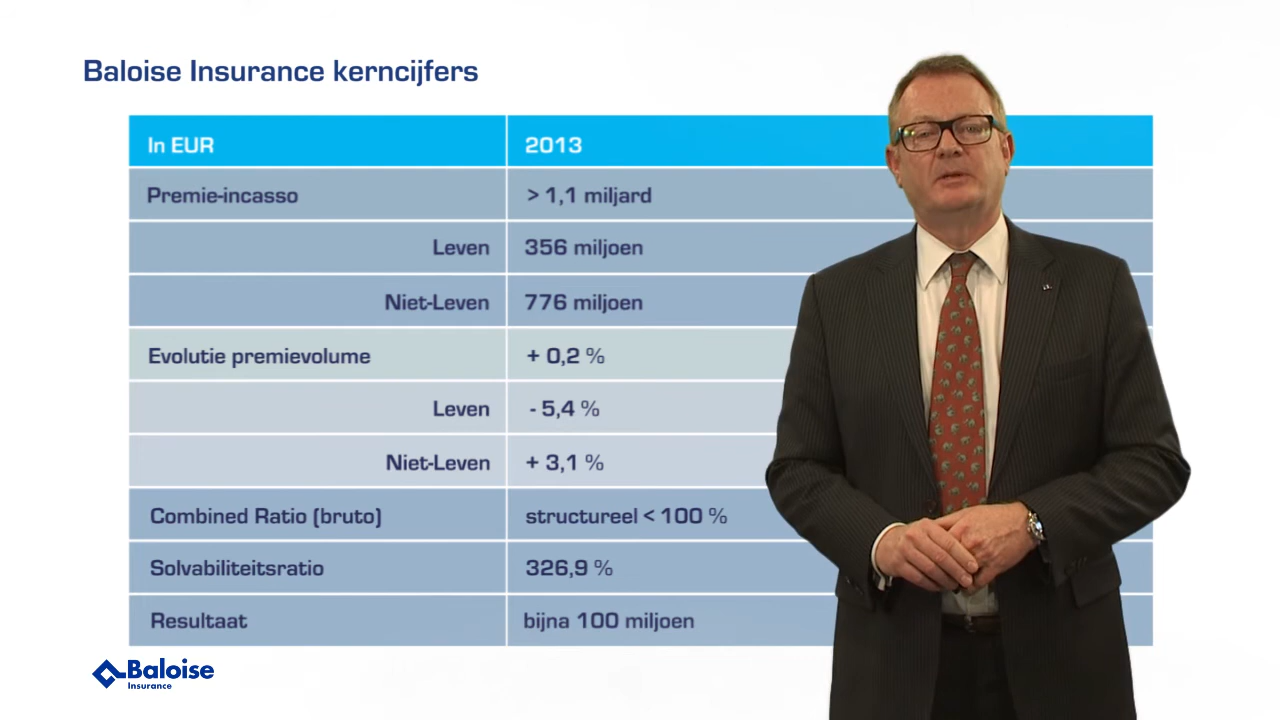 Baloise Insurance kerncijfers
In EUR 2013
Premie-incasso > 1,1 miljard
Leven 356 miljoen
Niet-Leven 776 miljoen
Evolutie premievolume + 0,2 %
Leven - 5,4 %
Niet-Leven + 3,1 %
Combined Ratio (bruto) structureel < 100 %
Solvabiliteitsratio 326,9 %
Resultaat bijna 100 miljoen
Baloise
Insurance